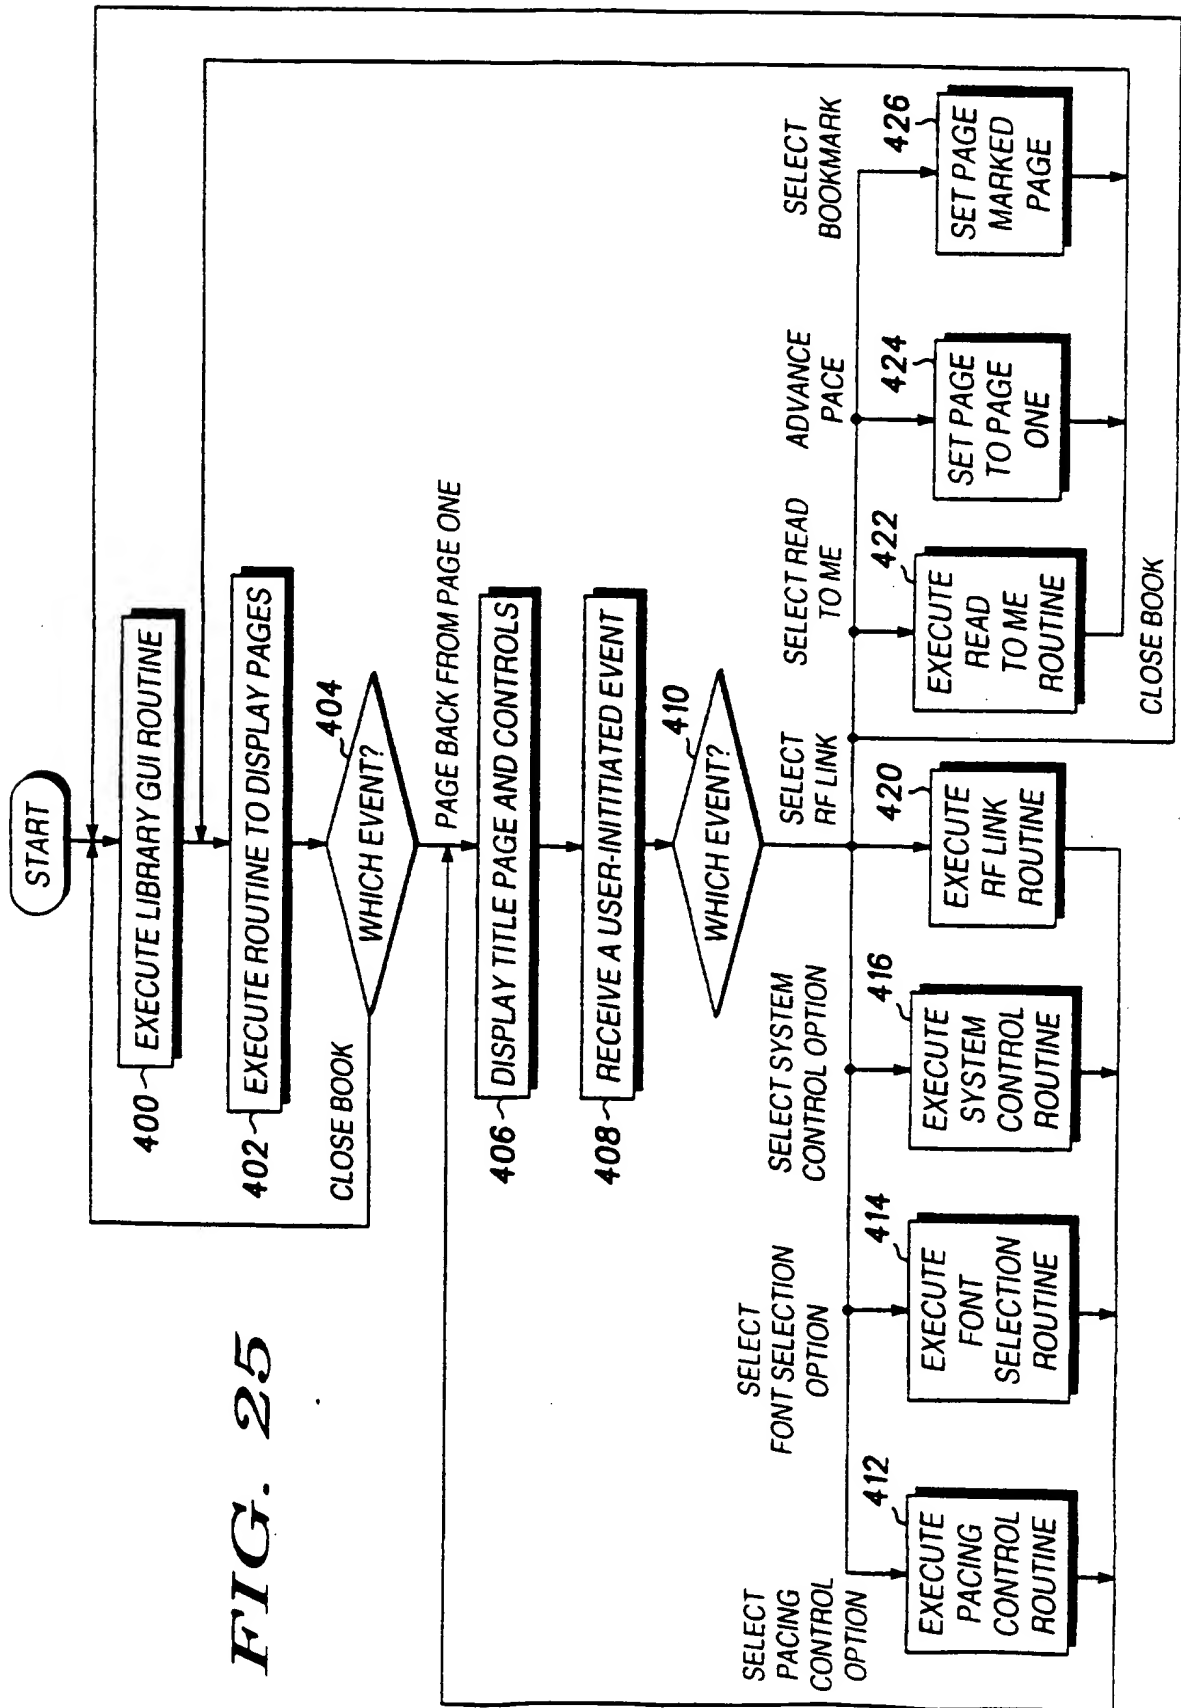 FIG. 25
START
EXECUTE LIBRARY GUI ROUTINE
400
EXECUTE ROUTINE TO DISPLAY PAGES
402
WHICH EVENT?
404
CLOSE BOOK
PAGE BACK FROM PAGE ONE
DISPLAY TITLE PAGE AND CONTROLS
406
RECEIVE A USER-INITIATED EVENT
408
WHICH EVENT?
410
SELECT
PACING
CONTROL
OPTION
412
EXECUTE
PACING
CONTROL
ROUTINE
SELECT
FONT SELECTION
OPTION
414
EXECUTE
FONT
SELECTION
ROUTINE
SELECT SYSTEM
CONTROL OPTION
416
EXECUTE
SYSTEM
CONTROL
ROUTINE
SELECT
RF LINK
420
EXECUTE
RF LINK
ROUTINE
SELECT READ
TO ME
422
EXECUTE
READ
TO ME
ROUTINE
ADVANCE
PACE
424
SET PAGE
TO PAGE
ONE
SELECT
BOOKMARK
426
SET PAGE
MARKED
PAGE
CLOSE BOOK